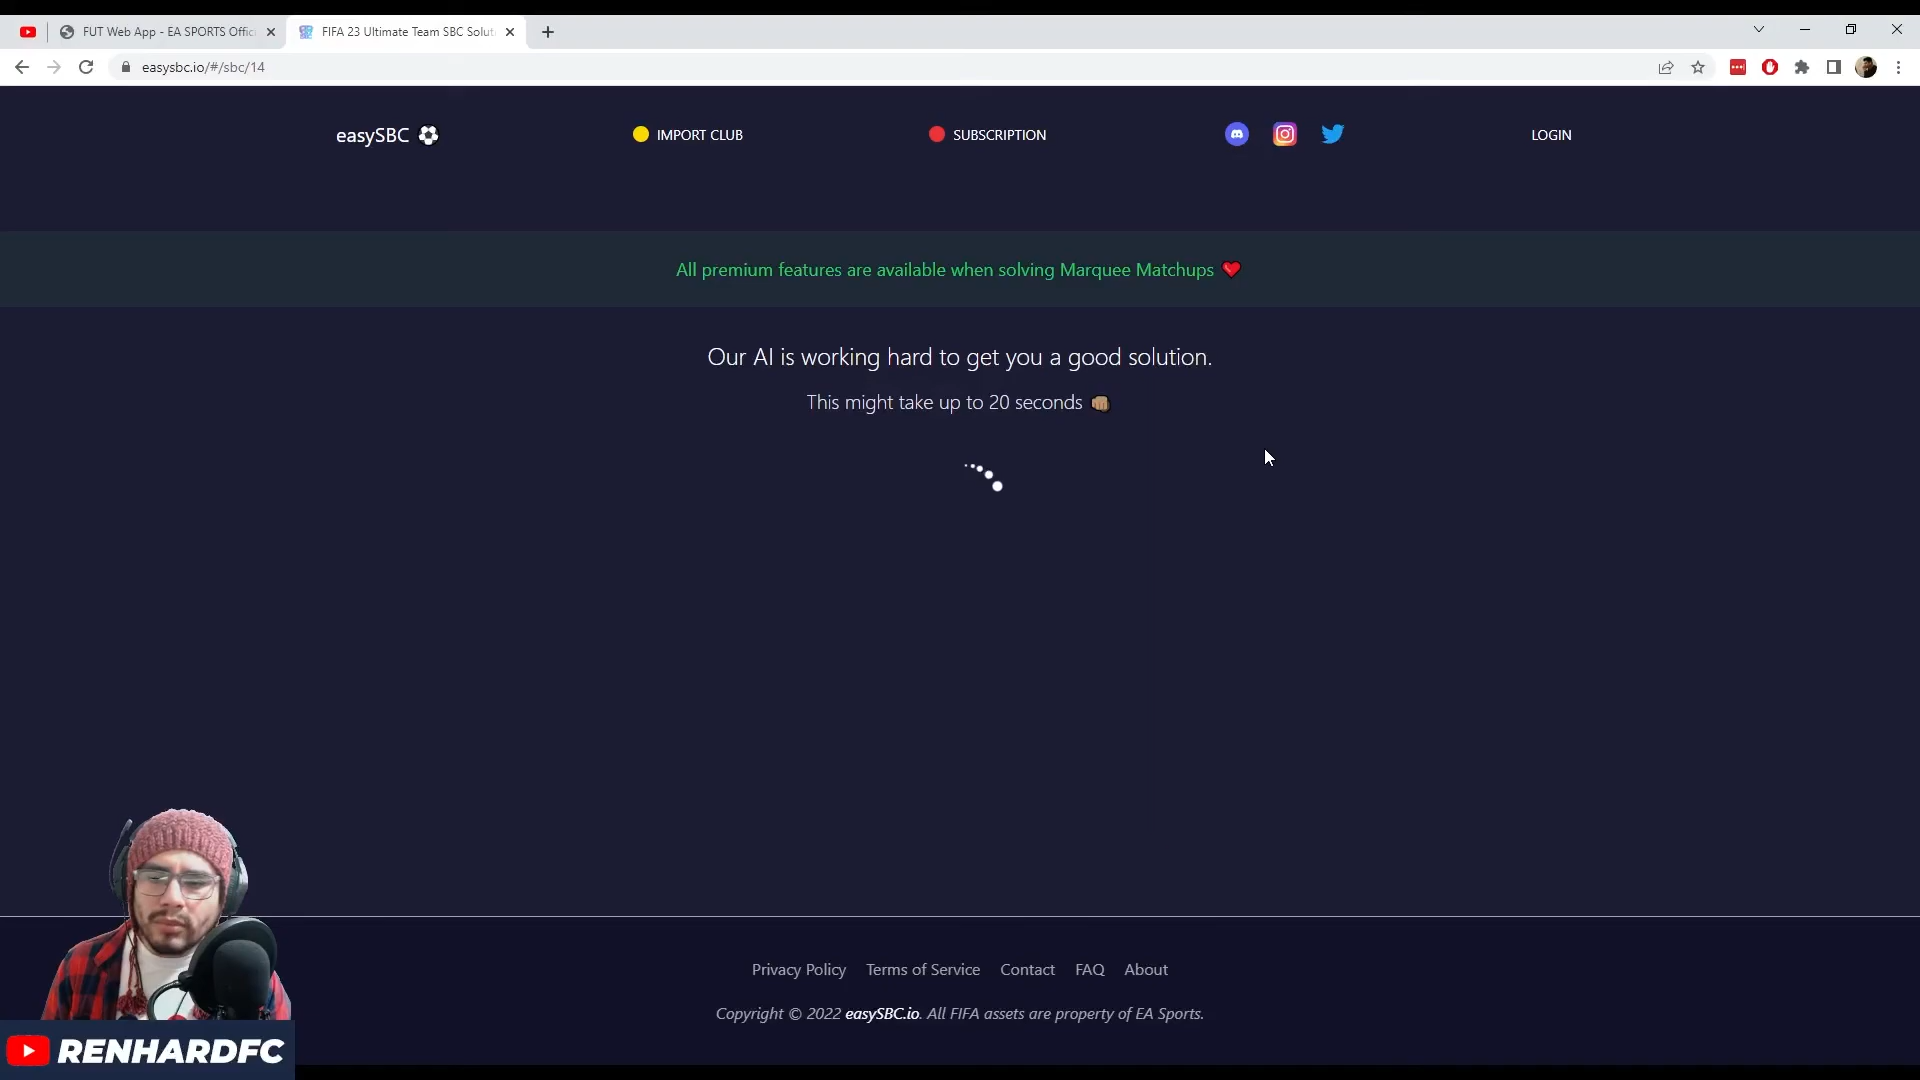 FUT Web App - EA SPORTS Offic
FIFA 23 Ultimate Team SBC Solut
easysbc.io/#/sbc/14
easySBC
IMPORT CLUB
SUBSCRIPTION
LOGIN
All premium features are available when solving Marquee Matchups
Our AI is working hard to get you a good solution.
This might take up to 20 seconds
Privacy Policy Terms of Service Contact FAQ About
Copyright © 2022 easySBC.io. All FIFA assets are property of EA Sports.
RENHARDFC